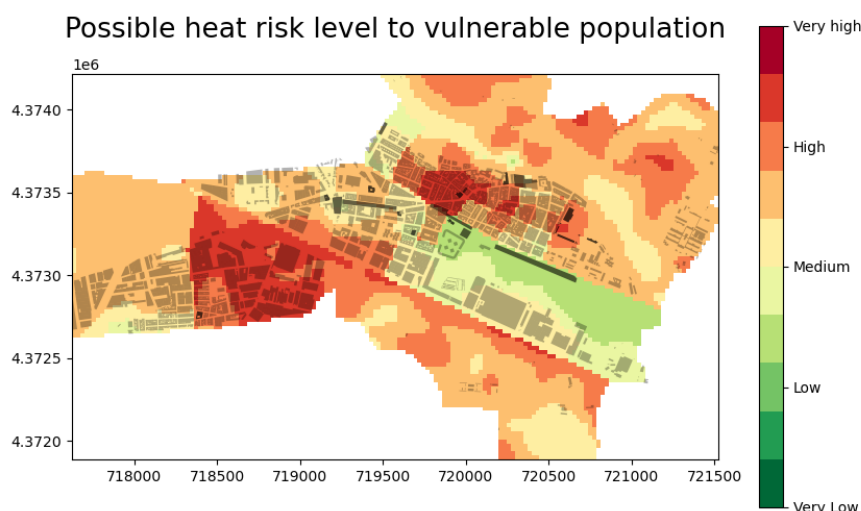 Possible heat risk level to vulnerable population
1e6
4.3740
4.3735
4.3730
4.3725
4.3720
718000 718500 719000 719500 720000 720500 721000 721500
Very high
High
Medium
Low
Very Low